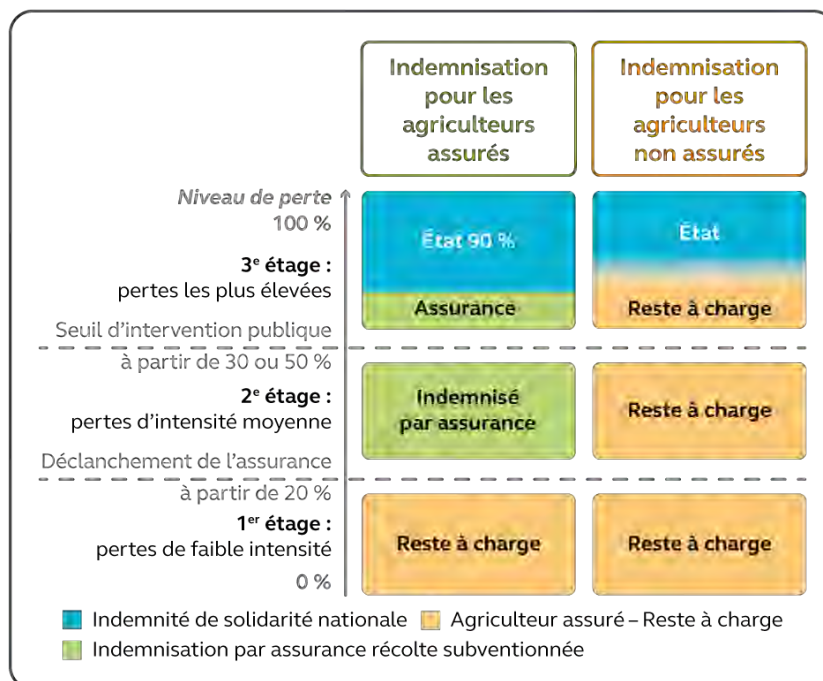 Indemnisation
pour les
agriculteurs
assurés
Indemnisation
pour les
agriculteurs
non assurés
Niveau de perte
100 %
3e étage :
pertes les plus élevées
État 90 %
Assurance
État
Reste à charge
Seuil d'intervention publique
à partir de 30 ou 50 %
2e étage :
pertes d'intensité moyenne
Indemnisé
par assurance
Reste à charge
Déclanchement de l'assurance
à partir de 20 %
1er étage :
pertes de faible intensité
0 %
Reste à charge
Reste à charge
Indemnité de solidarité nationale
Agriculteur assuré – Reste à charge
Indemnisation par assurance récolte subventionnée